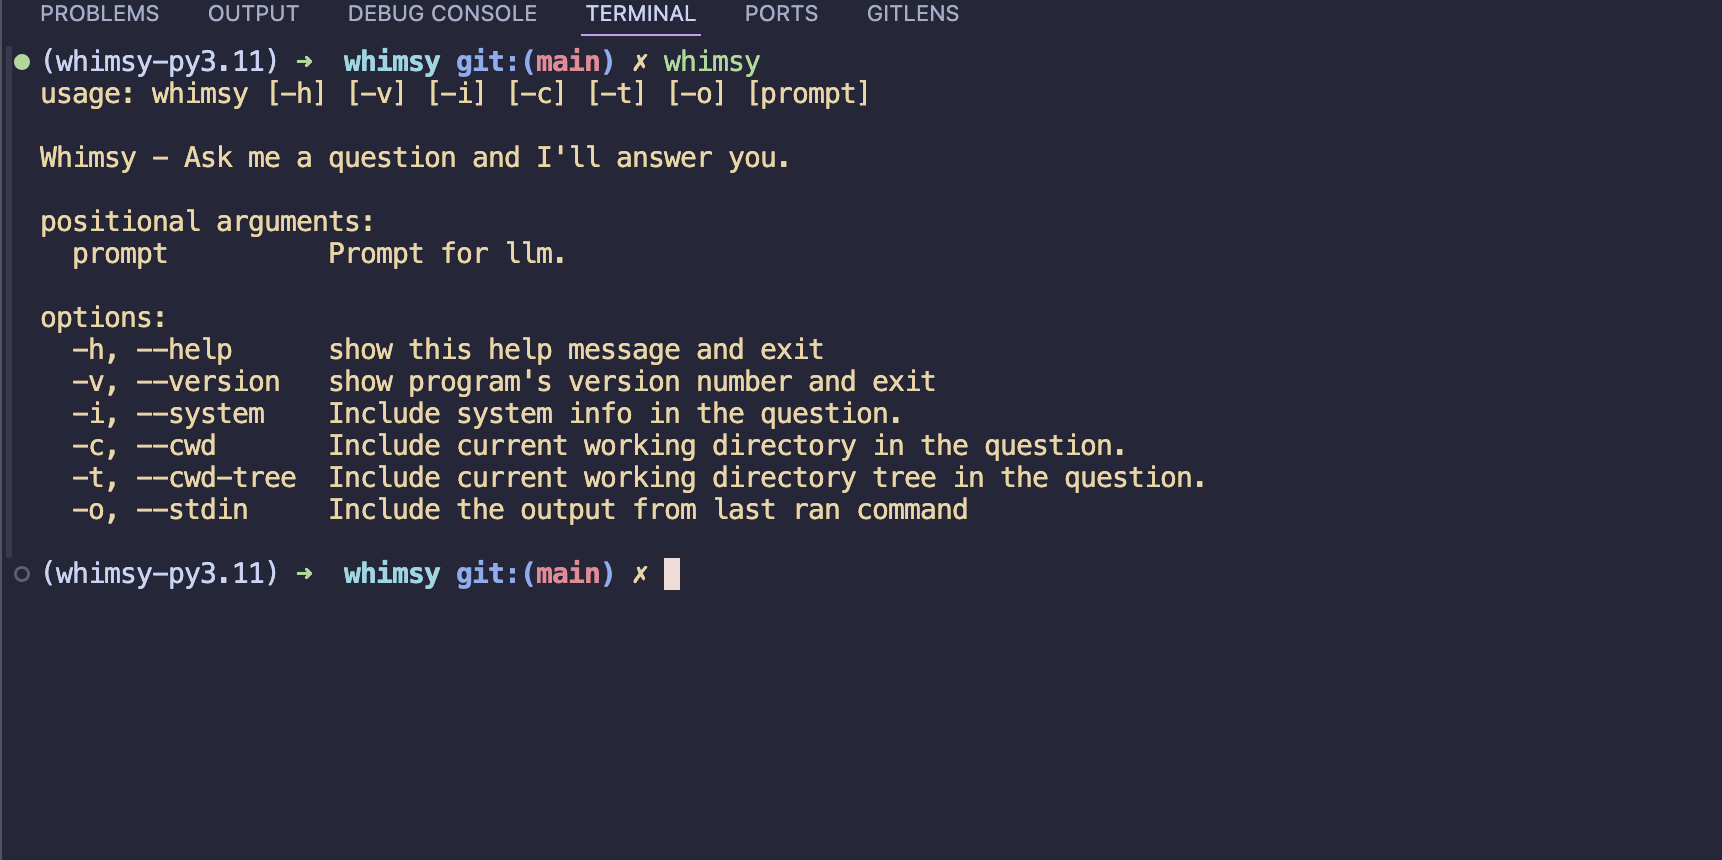 PROBLEMS OUTPUT DEBUG CONSOLE TERMINAL PORTS GITLENS
(whimsy-py3.11) ➜  whimsy git:(main) ✗ whimsy
usage: whimsy [-h] [-v] [-i] [-c] [-t] [-o] [prompt]
Whimsy - Ask me a question and I'll answer you.
positional arguments:
  prompt          Prompt for llm.
options:
  -h, --help      show this help message and exit
  -v, --version   show program's version number and exit
  -i, --system    Include system info in the question.
  -c, --cwd       Include current working directory in the question.
  -t, --cwd-tree  Include current working directory tree in the question.
  -o, --stdin     Include the output from last ran command
(whimsy-py3.11) ➜  whimsy git:(main) ✗